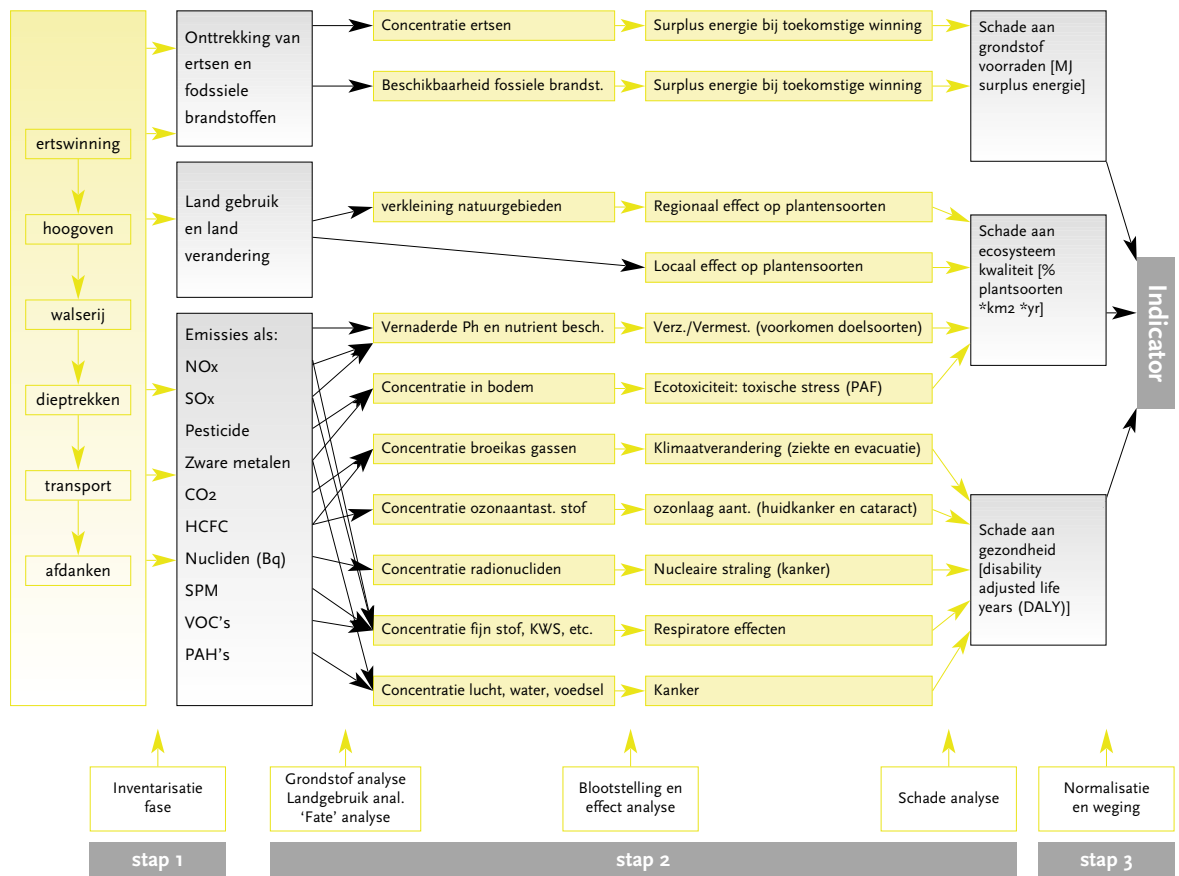 ertswinning
hoogoven
walserij
dieptrekken
transport
afdanken
Onttrekking van
ertsen en
fodssiele
brandstoffen
Land gebruik
en land
verandering
Emissies als:
NOx
SOx
Pesticide
Zware metalen
CO2
HCFC
Nucliden (Bq)
SPM
VOC's
PAH's
Concentratie ertsen
Beschikbaarheid fossiele brandst.
verkleining natuurgebieden
Vernaderde Ph en nutrient besch.
Concentratie in bodem
Concentratie broeikas gassen
Concentratie ozonaantast. stof
Concentratie radionucliden
Concentratie fijn stof, KWS, etc.
Concentratie lucht, water, voedsel
Surplus energie bij toekomstige winning
Surplus energie bij toekomstige winning
Regionaal effect op plantensoorten
Locaal effect op plantensoorten
Verz./Vermest. (voorkomen doelsoorten)
Ecotoxiciteit: toxische stress (PAF)
Klimaatverandering (ziekte en evacuatie)
ozonlaag aant. (huidkanker en cataract)
Nucleaire straling (kanker)
Respiratore effecten
Kanker
Schade aan
grondstof
voorraden [MJ
surplus energie]
Schade aan
ecosysteem
kwaliteit [%
plantsoorten
*km2 *yr]
Schade aan
gezondheid
[disability
adjusted life
years (DALY)]
Indicator
Inventarisatie
fase
Grondstof analyse
Landgebruik anal.
‘Fate’ analyse
Blootstelling en
effect analyse
Schade analyse
Normalisatie
en weging
stap 1
stap 2
stap 3